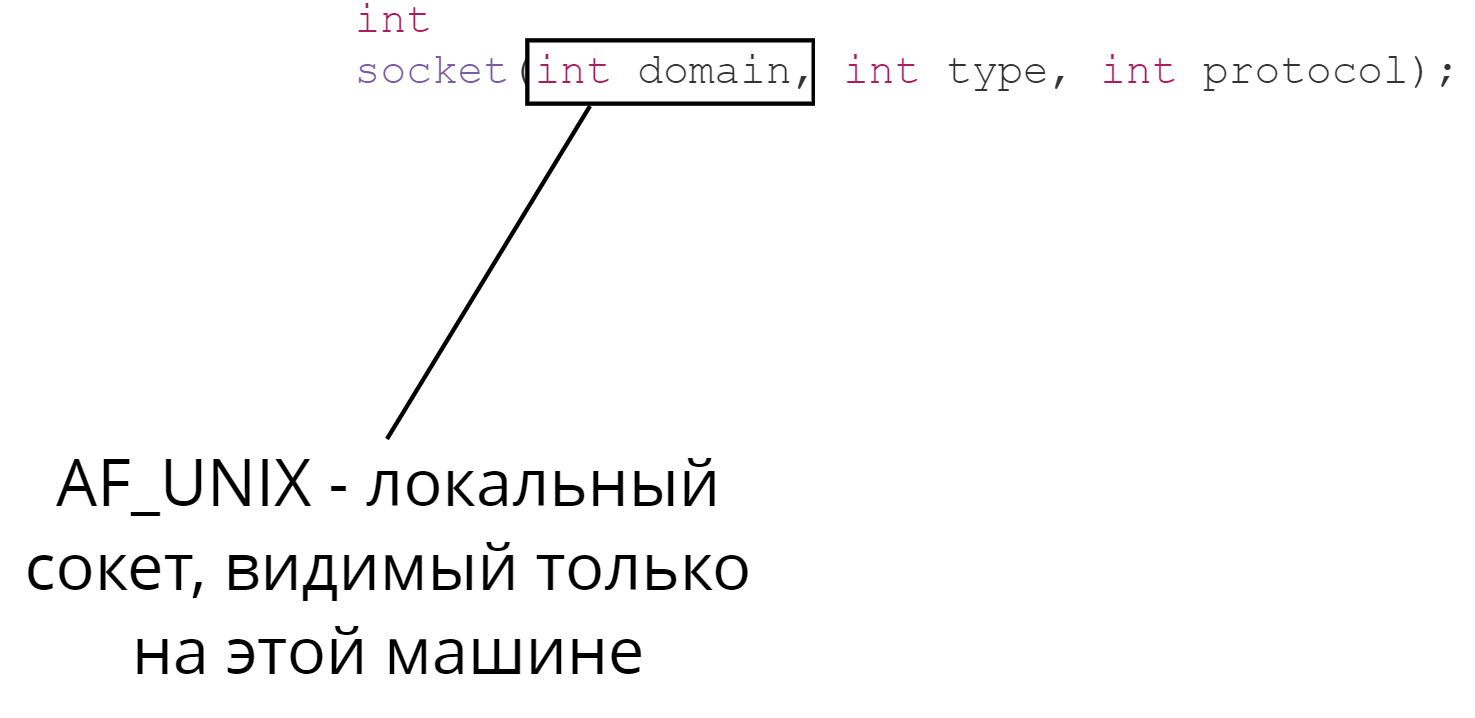 int
socket(int domain, int type, int protocol);
AF_UNIX - локальный
сокет, видимый только
на этой машине